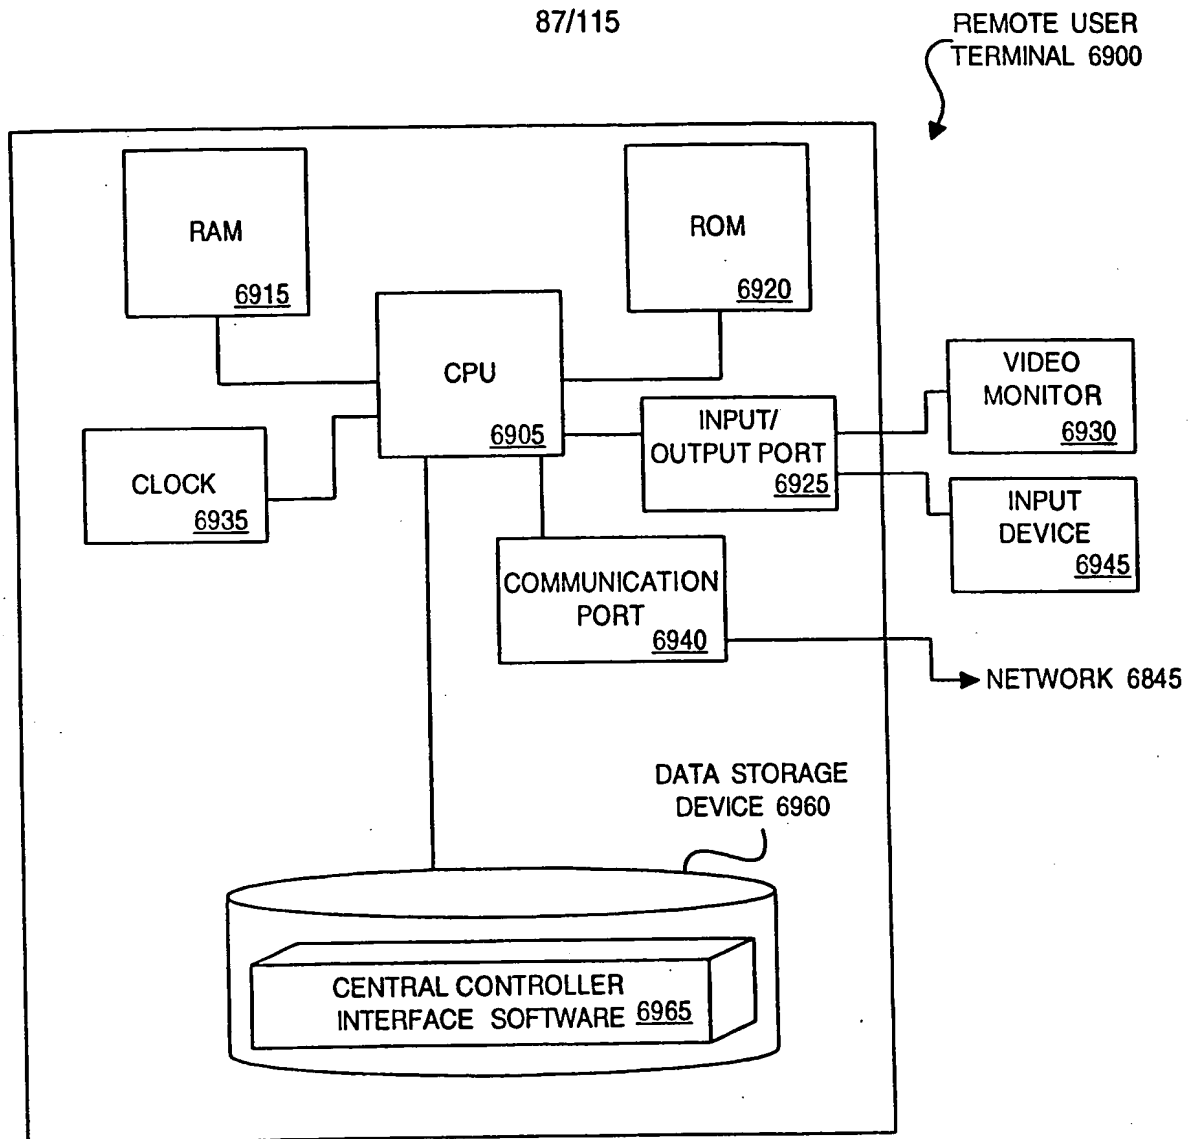 87/115
REMOTE USER
TERMINAL 6900
RAM
6915
ROM
6920
CPU
6905
CLOCK
6935
INPUT/
OUTPUT PORT
6925
VIDEO
MONITOR
6930
INPUT
DEVICE
6945
COMMUNICATION
PORT
6940
NETWORK 6845
DATA STORAGE
DEVICE 6960
CENTRAL CONTROLLER
INTERFACE SOFTWARE 6965